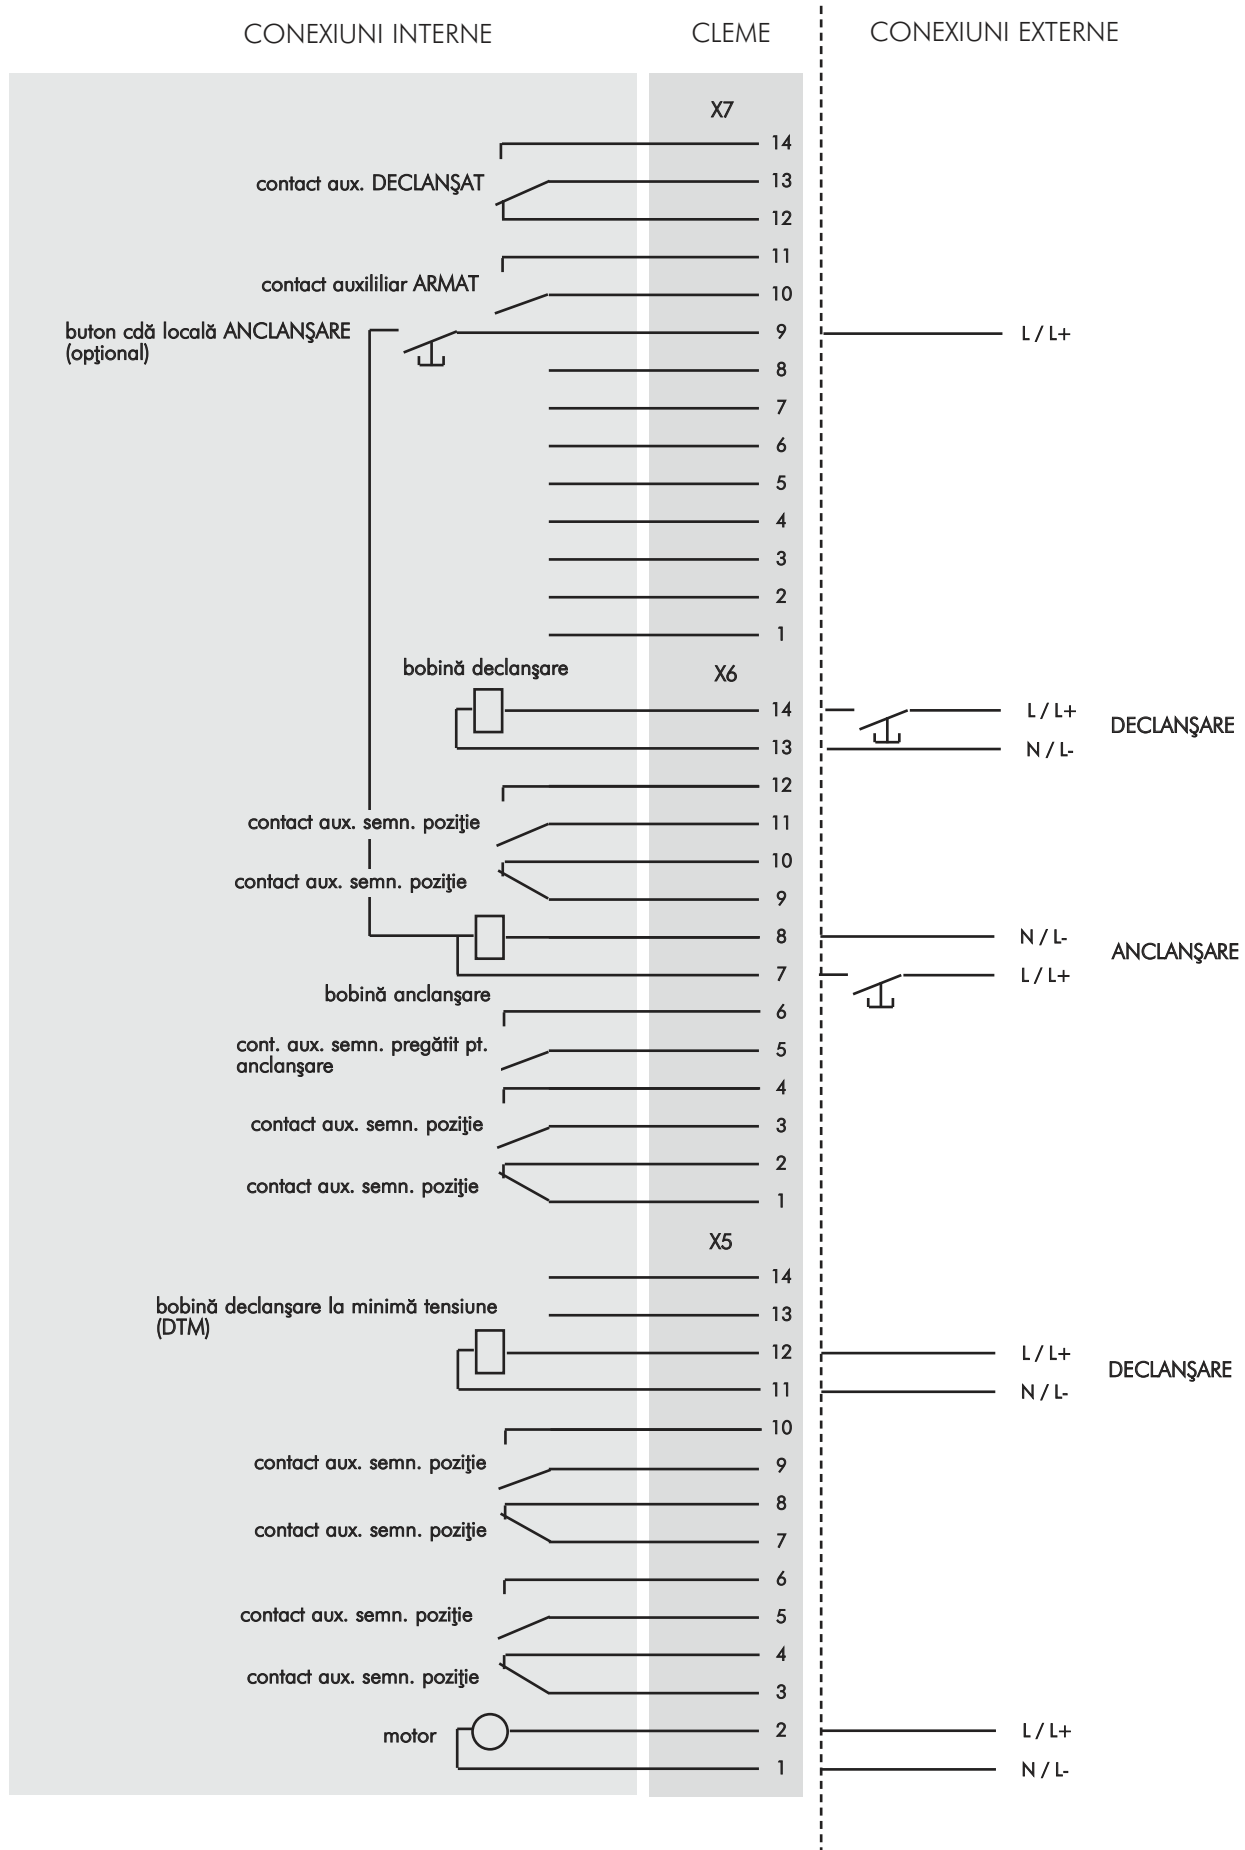 CONEXIUNI INTERNE
CLEME
CONEXIUNI EXTERNE
X7
14
contact aux. DECLANŞAT
13
12
11
contact auxililiar ARMAT
10
buton cdă locală ANCLANŞARE
(opţional)
9
L / L+
8
7
6
5
4
3
2
1
bobină declanşare
X6
14
L / L+
DECLANŞARE
13
N / L-
12
contact aux. semn. poziţie
11
10
contact aux. semn. poziţie
9
8
N / L-
ANCLANŞARE
7
L / L+
bobină anclanşare
6
cont. aux. semn. pregătit pt.
anclanşare
5
4
contact aux. semn. poziţie
3
2
contact aux. semn. poziţie
1
X5
14
bobină declanşare la minimă tensiune
(DTM)
13
12
L / L+
DECLANŞARE
11
N / L-
10
contact aux. semn. poziţie
9
8
contact aux. semn. poziţie
7
6
contact aux. semn. poziţie
5
4
contact aux. semn. poziţie
3
motor
2
L / L+
1
N / L-